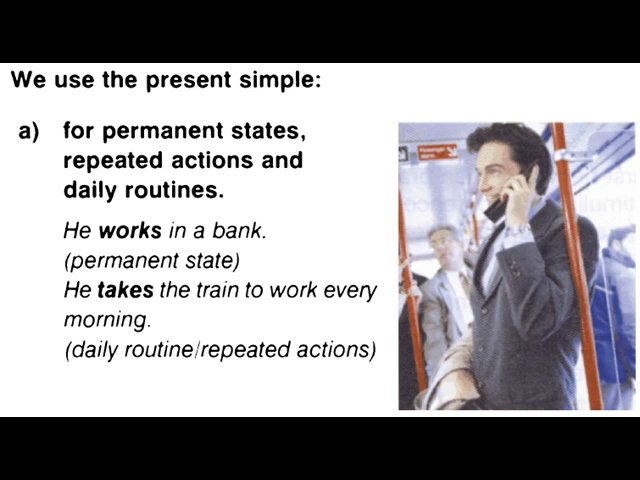 We use the present simple:
a) for permanent states,
repeated actions and
daily routines.
He works in a bank.
(permanent state)
He takes the train to work every
morning.
(daily routine/repeated actions)